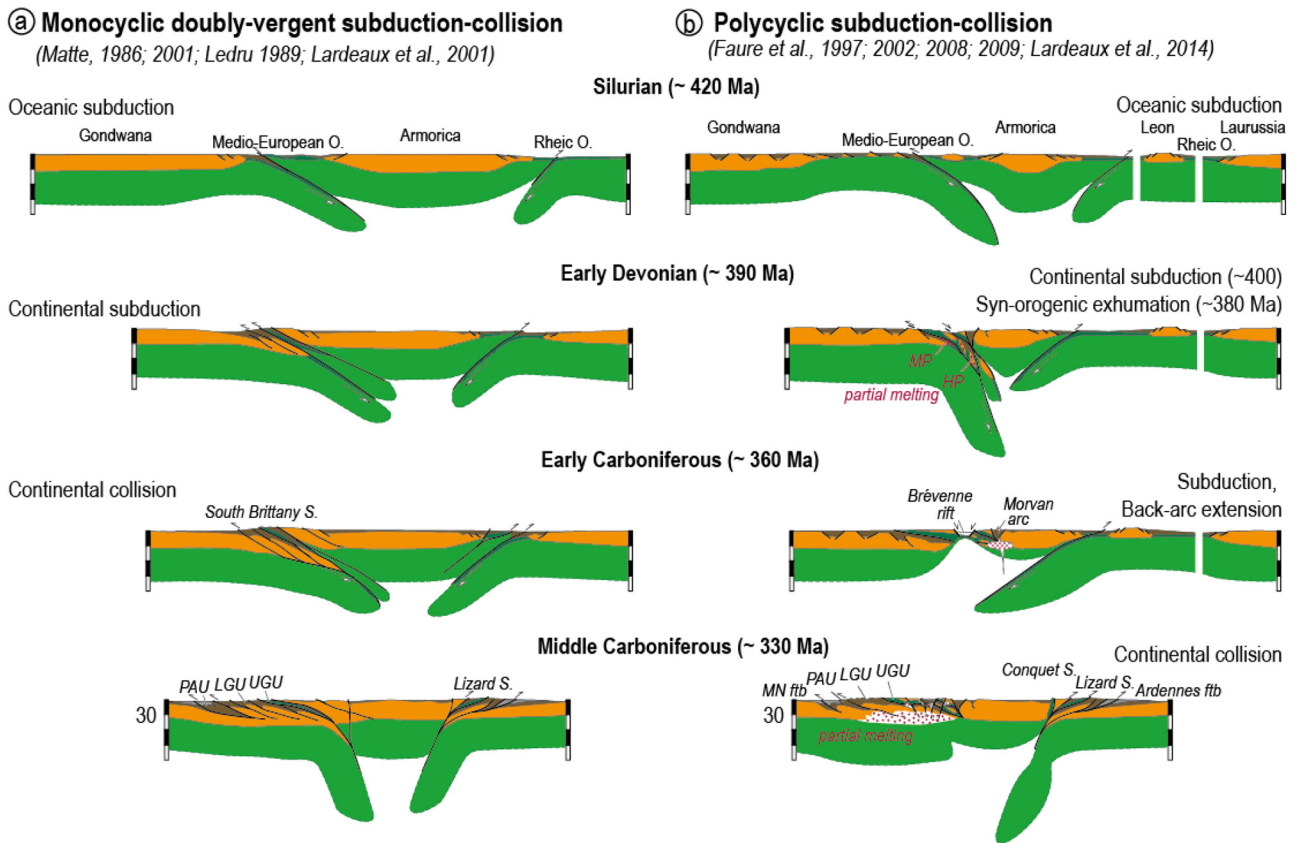 ⓐ Monocyclic doubly-vergent subduction-collision
(Matte, 1986; 2001; Ledru 1989; Lardeaux et al., 2001)
ⓑ Polycyclic subduction-collision
(Faure et al., 1997; 2002; 2008; 2009; Lardeaux et al., 2014)
Silurian (~ 420 Ma)
Oceanic subduction
Gondwana
Medio-European O.
Armorica
Rheic O.
Oceanic subduction
Gondwana
Medio-European O.
Armorica
Leon
Rheic O.
Laurussia
Early Devonian (~ 390 Ma)
Continental subduction
Continental subduction (~400)
Syn-orogenic exhumation (~380 Ma)
MP
HP
partial melting
Early Carboniferous (~ 360 Ma)
Continental collision
South Brittany S.
Subduction,
Back-arc extension
Brévenne
rift
Morvan
arc
Middle Carboniferous (~ 330 Ma)
PAU LGU UGU
Lizard S.
30
Continental collision
MN ftb
PAU
LGU
UGU
Conquet S.
Lizard S.
Ardennes ftb
30
partial melting